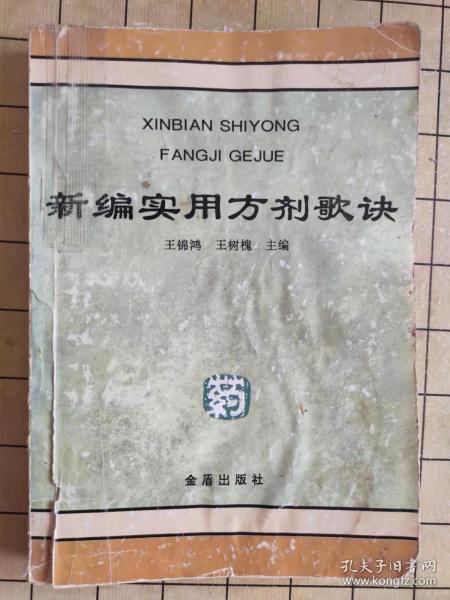 XINBIAN SHIYONG
FANGJI GEJUE
新编实用方剂歌诀
王锦鸿 王树槐 主编
药
金盾出版社
孔夫子旧书网
www.kongfz.com